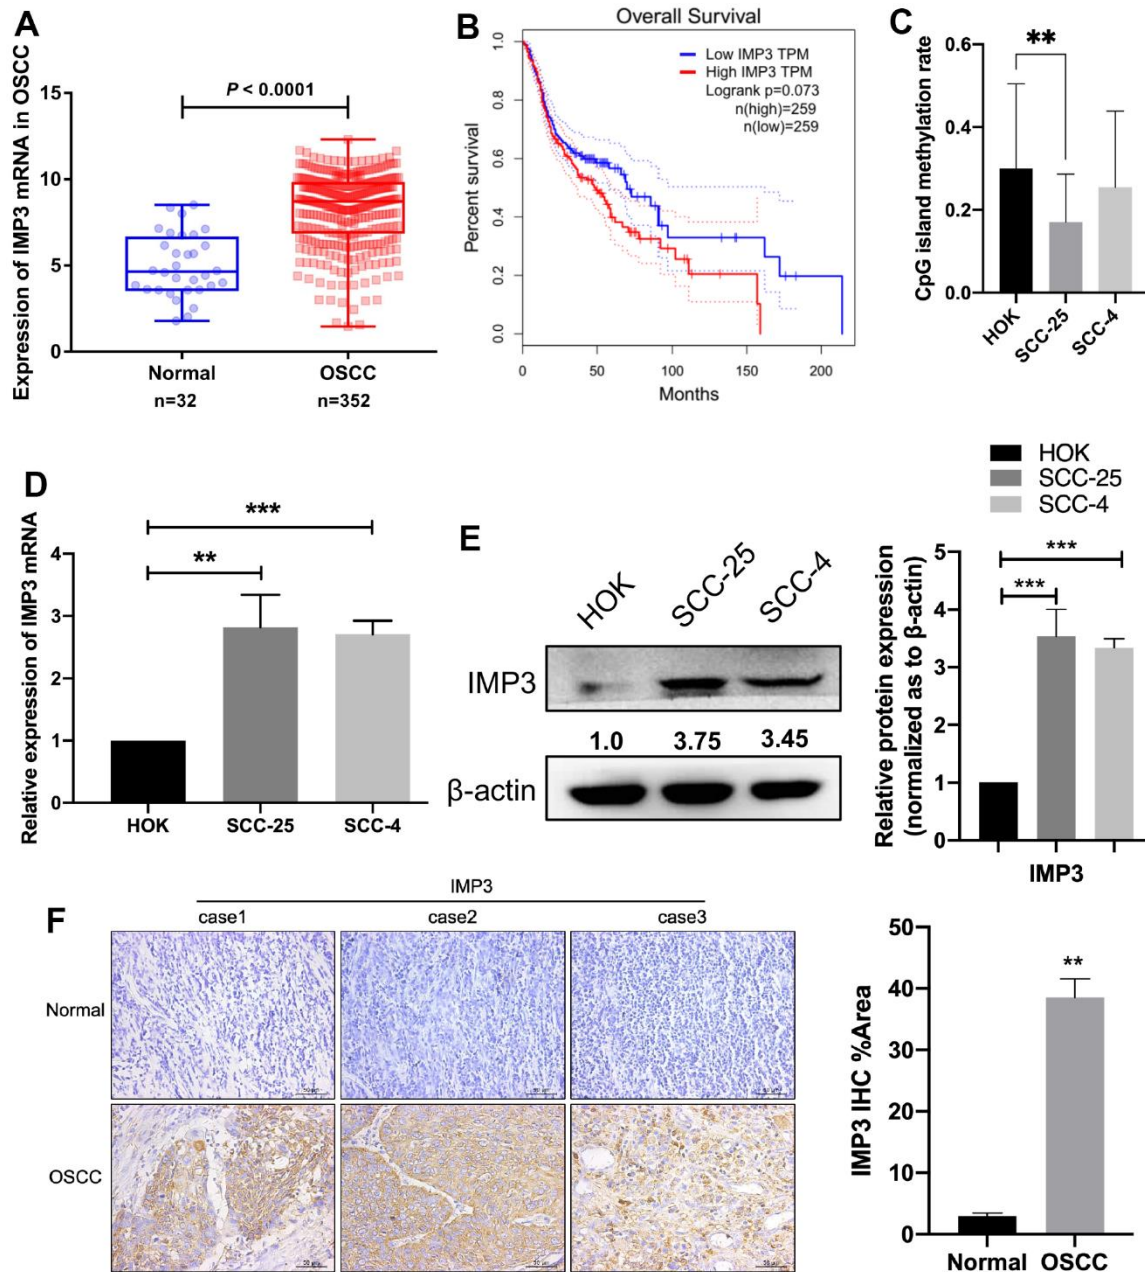 A
Expression of IMP3 mRNA in OSCC
15
10
5
0
P < 0.0001
Normal
OSCC
n=32
n=352
B
Overall Survival
Percent survival
1.0
0.8
0.6
0.4
0.2
0.0
Low IMP3 TPM
High IMP3 TPM
Logrank p=0.073
n(high)=259
n(low)=259
0
50
100
150
200
Months
C
CpG island methylation rate
0.6
0.4
0.2
0.0
**
HOK
SCC-25
SCC-4
D
Relative expression of IMP3 mRNA
4
3
2
1
0
***
**
HOK
SCC-25
SCC-4
E
HOK
SCC-25
SCC-4
IMP3
1.0 3.75 3.45
β-actin
HOK
SCC-25
SCC-4
Relative protein expression
(normalized as to β-actin)
5
4
3
2
1
0
***
***
IMP3
F
IMP3
case1 case2 case3
Normal
OSCC
IMP3 IHC %Area
50
40
30
20
10
0
**
Normal OSCC